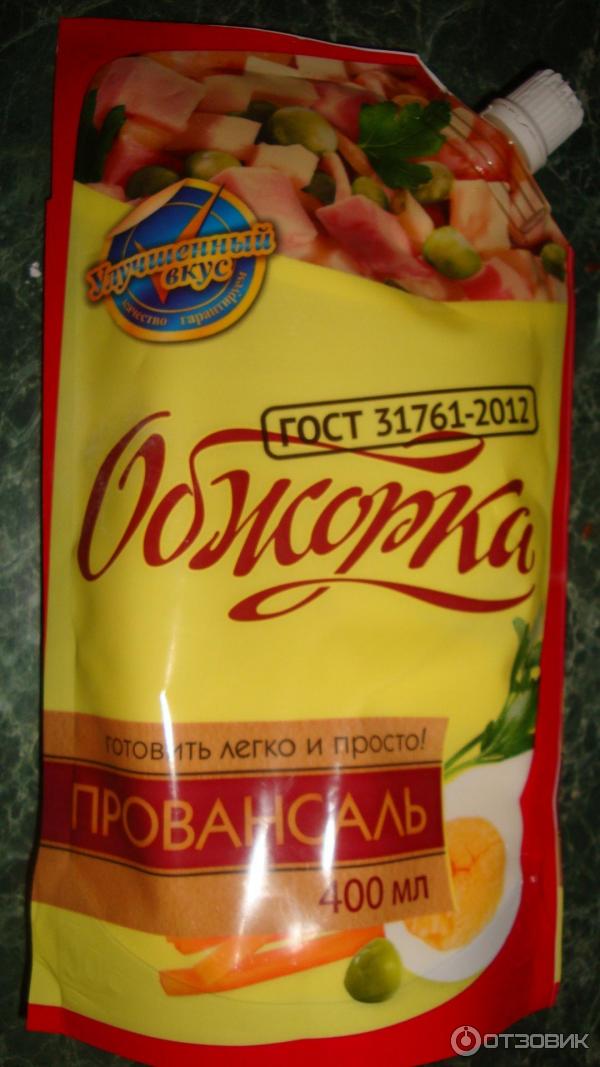 Улучшенный
вкус
качество гарантируем
ГОСТ 31761-2012
Обжорка
готовить легко и просто!
ПРОВАНСАЛЬ
400 мл
ОТЗОВИК